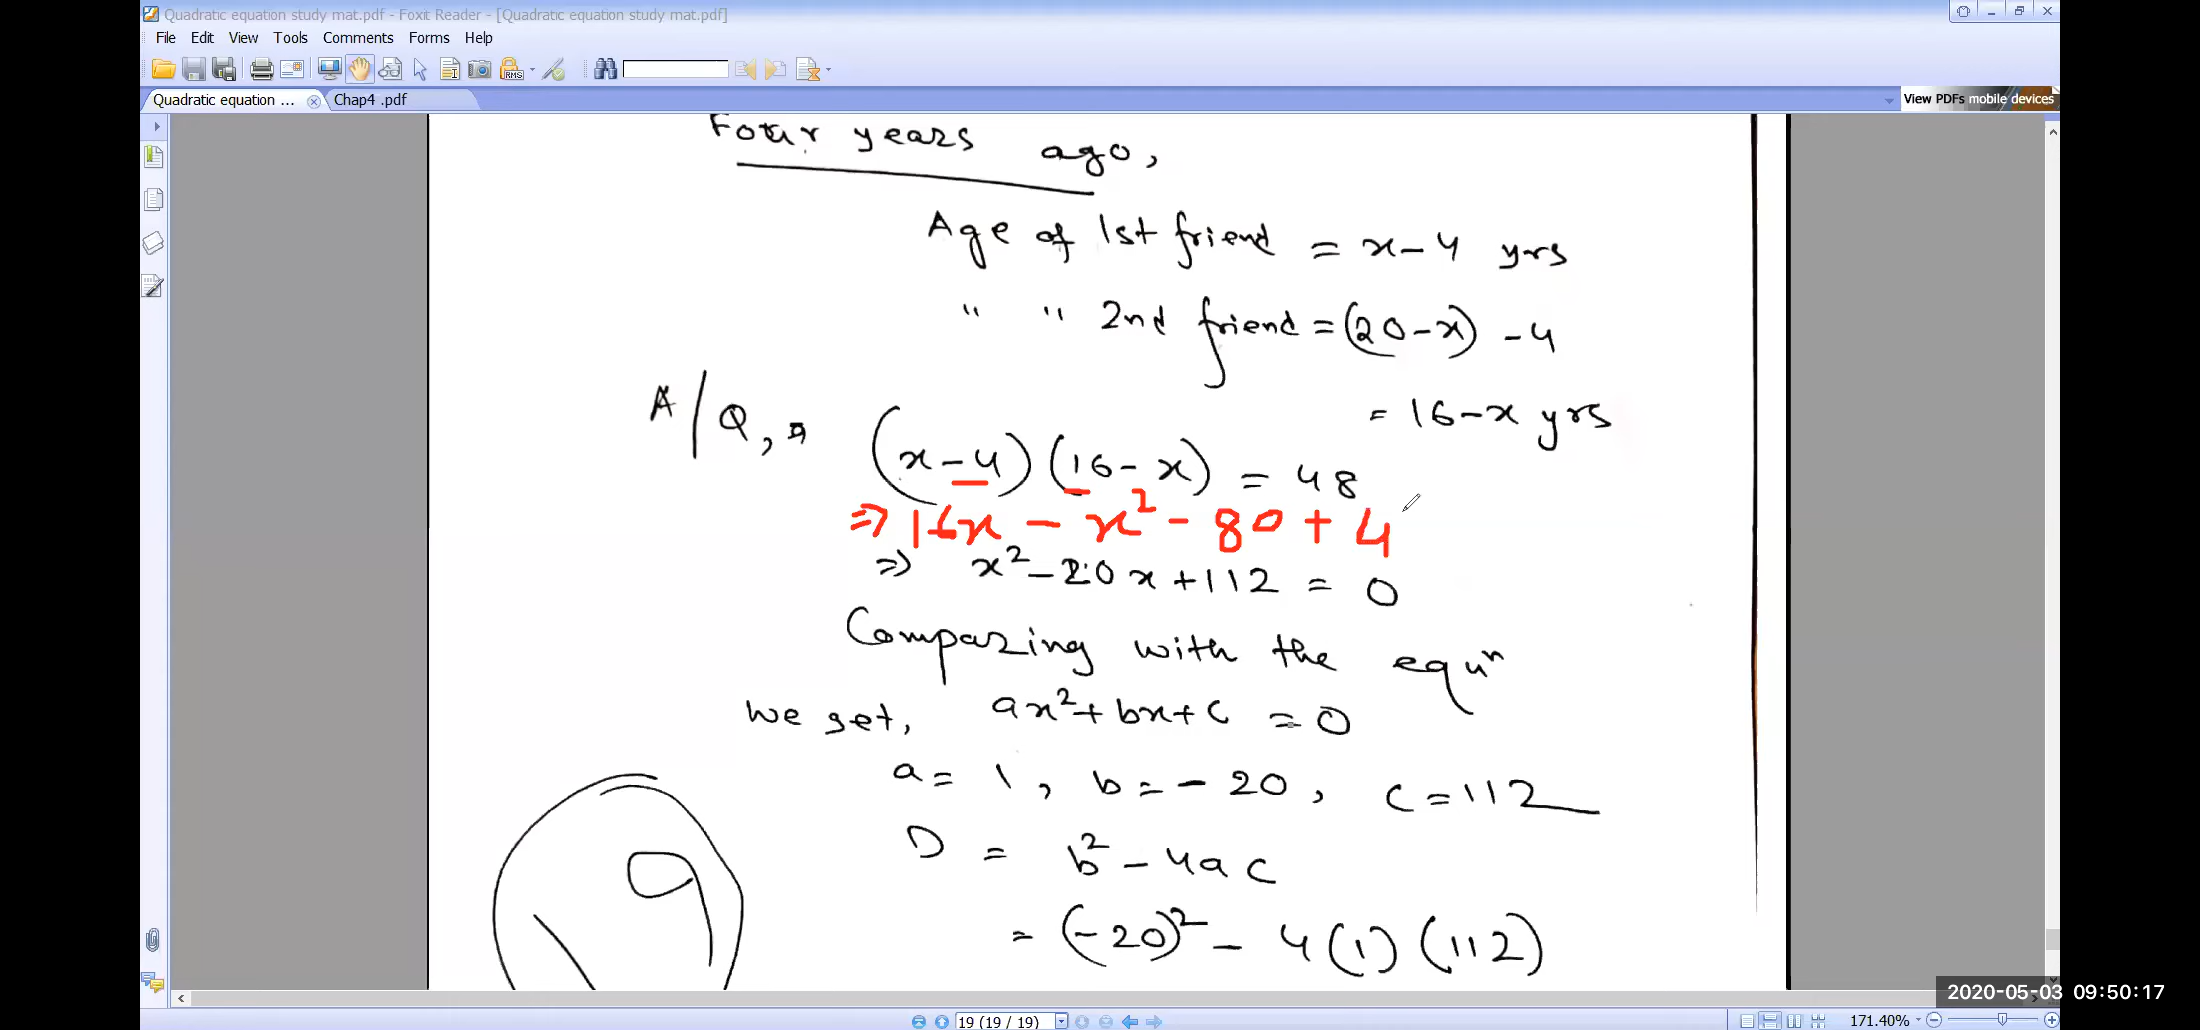 Quadratic equation study mat.pdf - Foxit Reader - [Quadratic equation study mat.pdf]
File Edit View Tools Comments Forms Help
RMS
Quadratic equation ... Chap4 .pdf
View PDFs mobile devices
Four years ago,
Age of 1st friend = x-4 yrs
" " 2nd friend = (20-x) -4
= 16-x yrs
A/Q,
(x-4)(16-x) = 48
⇒ 16x - x² - 80 + 4
⇒ x² - 20x + 112 = 0
Comparing with the equⁿ
we get, ax² + bx + c = 0
a = 1, b = -20, c = 112
D = b² - 4ac
= (-20)² - 4(1)(112)
2020-05-03 09:50:17
19 (19 / 19)
171.40%